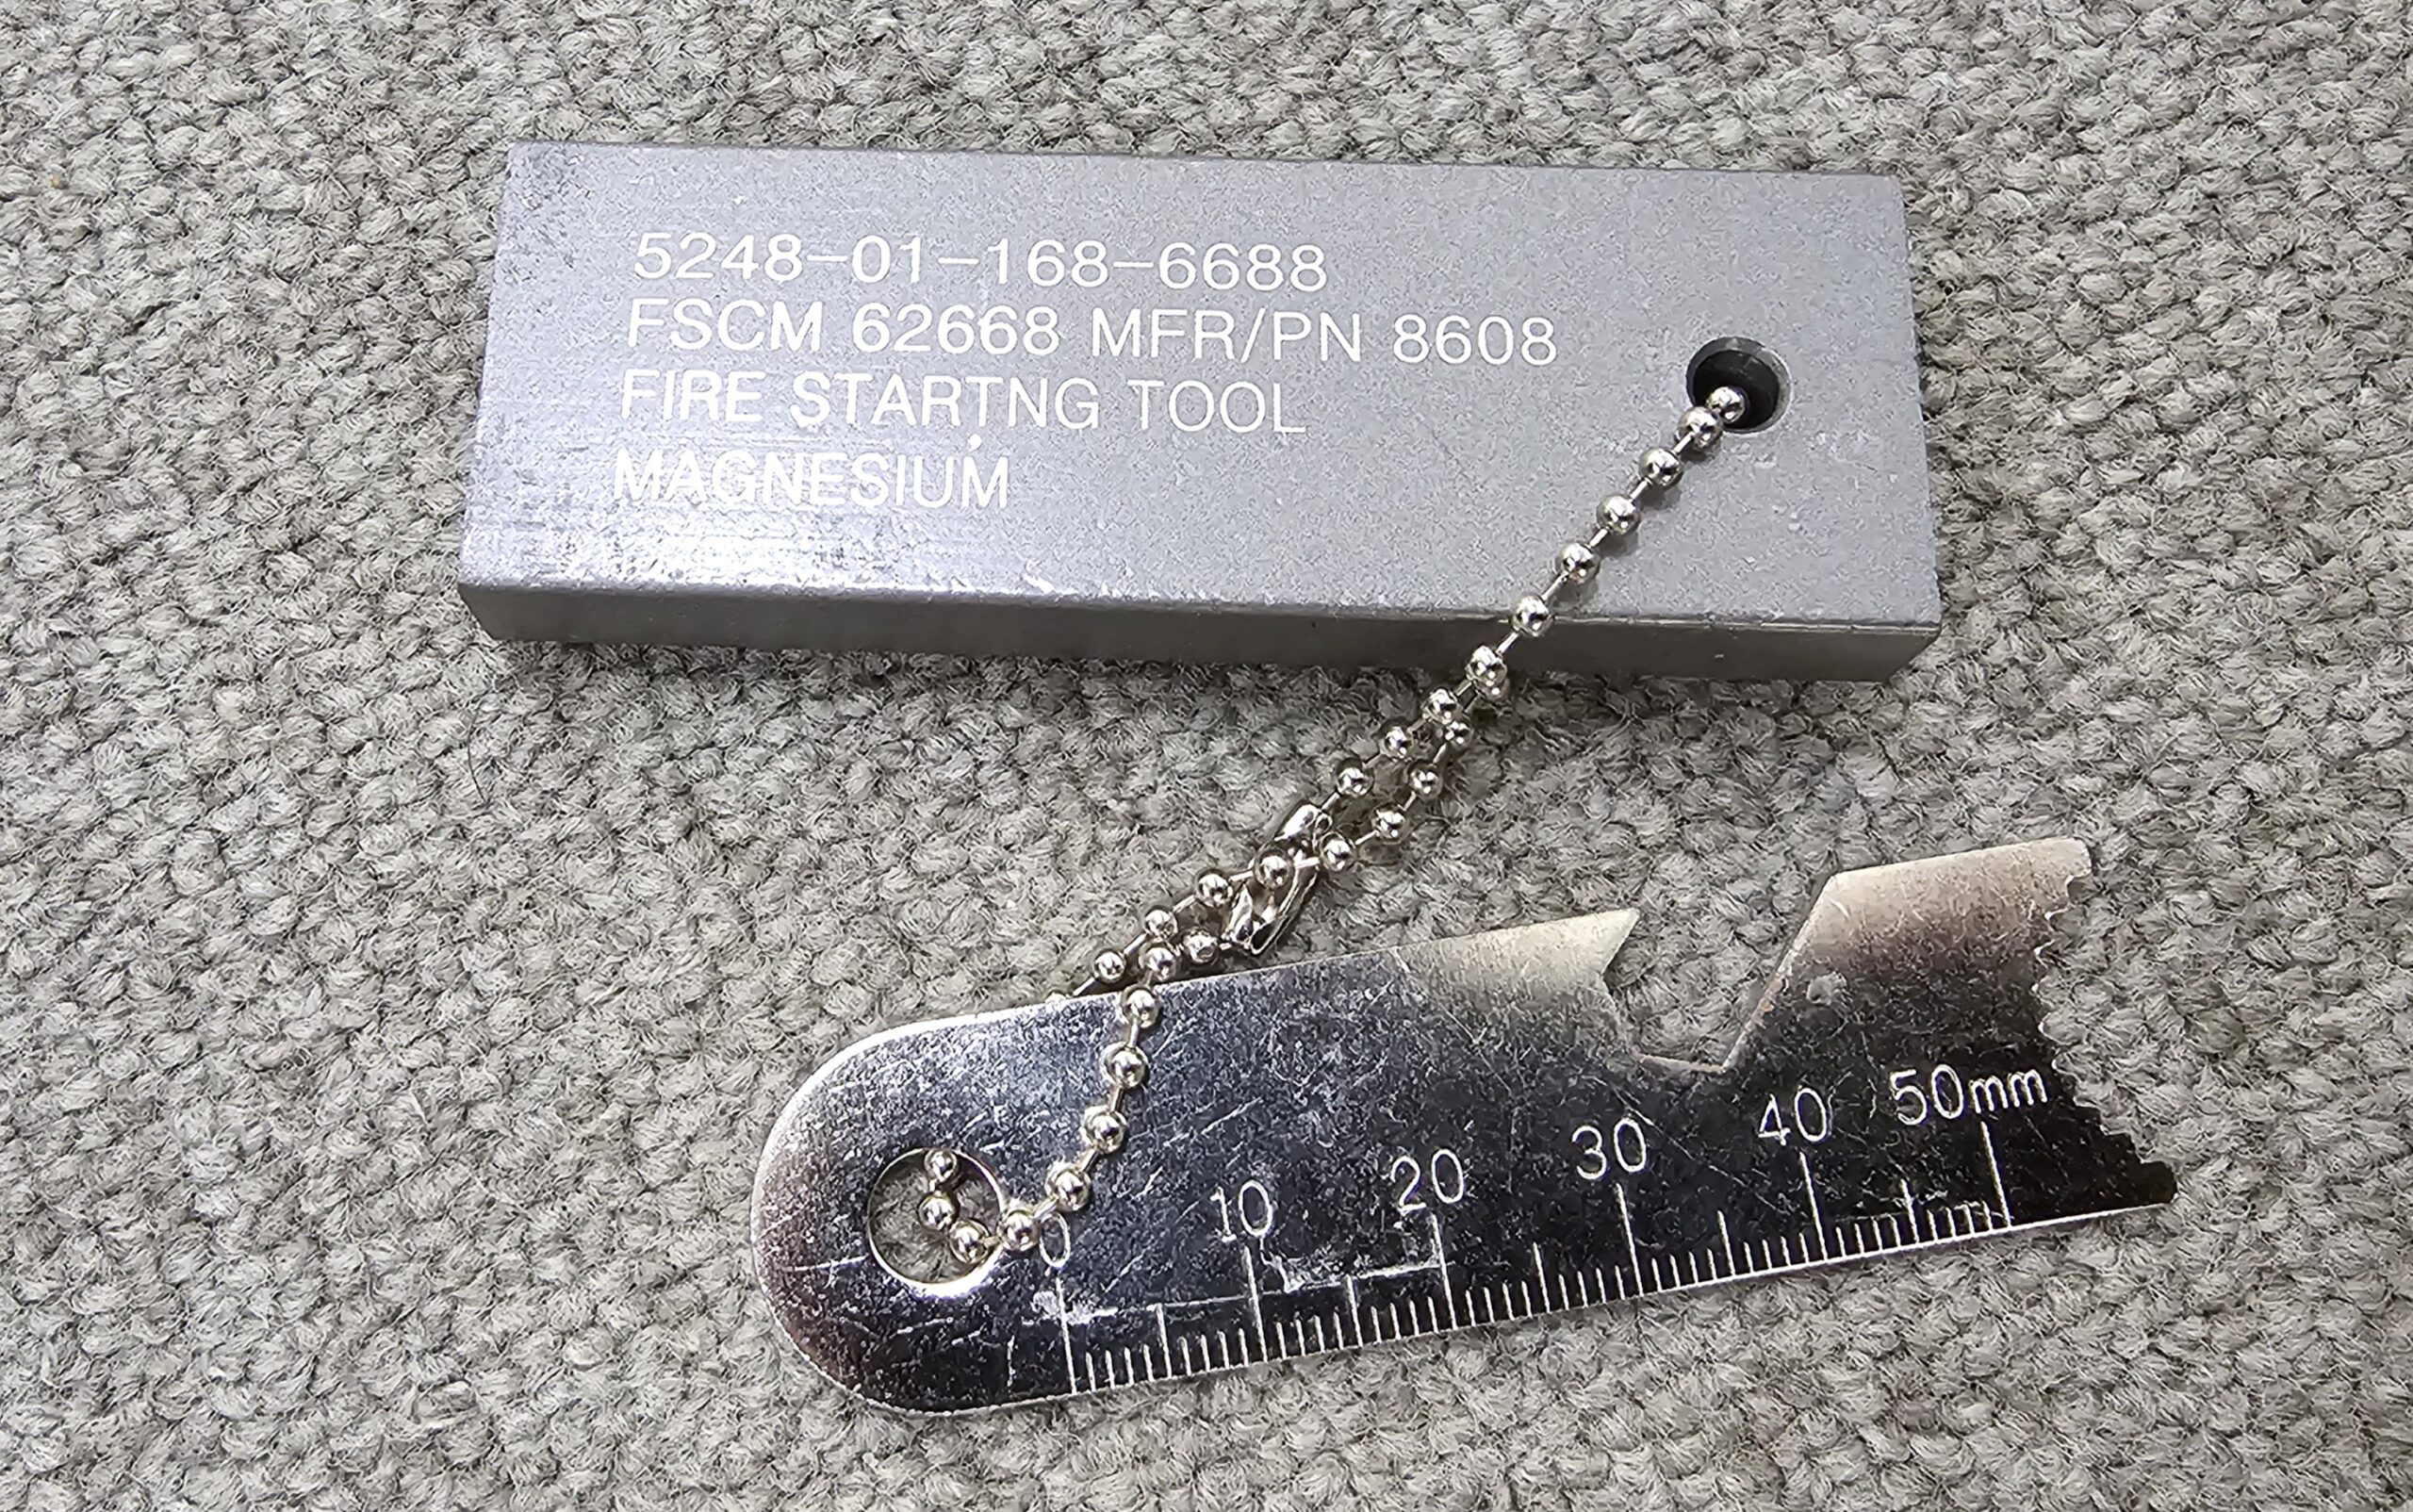 5248-01-168-6688
FSCM 62668 MFR/PN 8608
FIRE STARTNG TOOL
MAGNESIUM
0 10 20 30 40 50mm